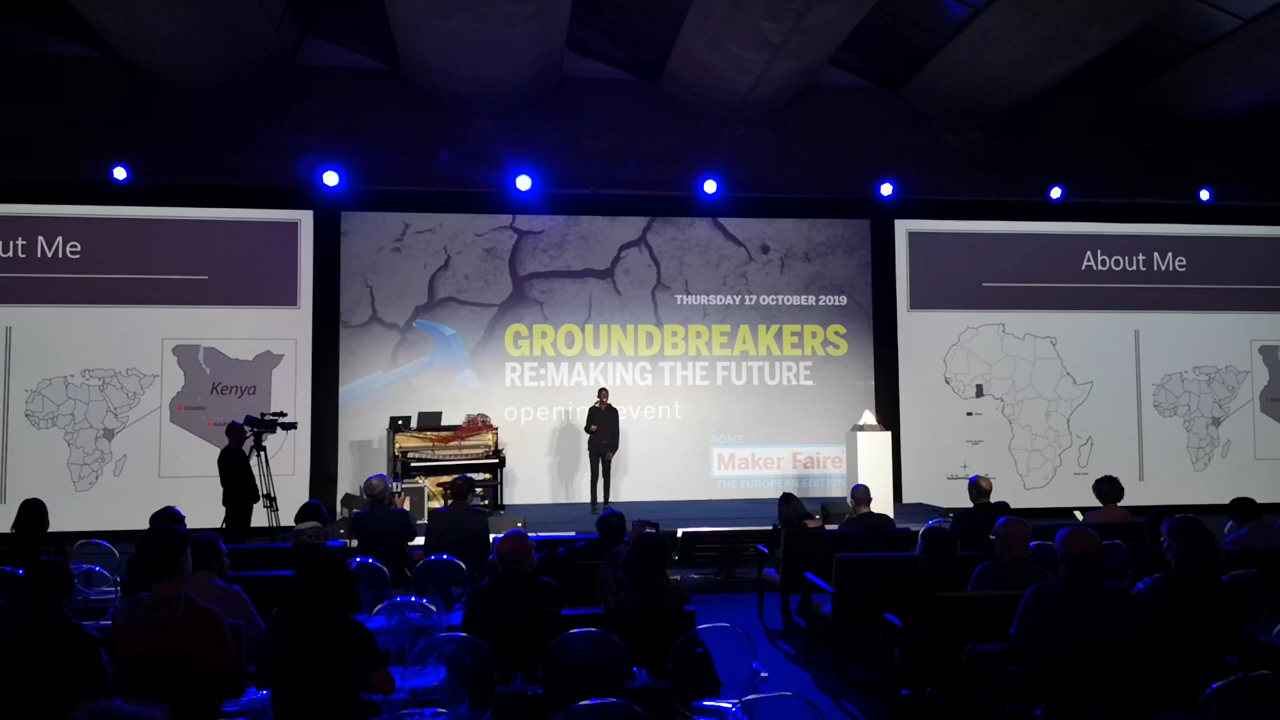 ut Me
Kenya
THURSDAY 17 OCTOBER 2019
GROUNDBREAKERS
RE:MAKING THE FUTURE
opening event
ROME
Maker Faire
THE EUROPEAN EDITION
About Me